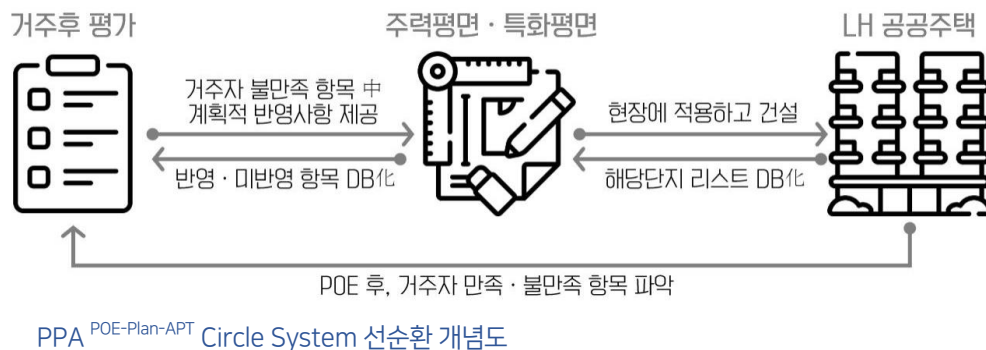 거주후 평가
주력평면 · 특화평면
LH 공공주택
거주자 불만족 항목 中
계획적 반영사항 제공
현장에 적용하고 건설
반영 · 미반영 항목 DB化
해당단지 리스트 DB化
POE 후, 거주자 만족 · 불만족 항목 파악
PPA POE-Plan-APT Circle System 선순환 개념도